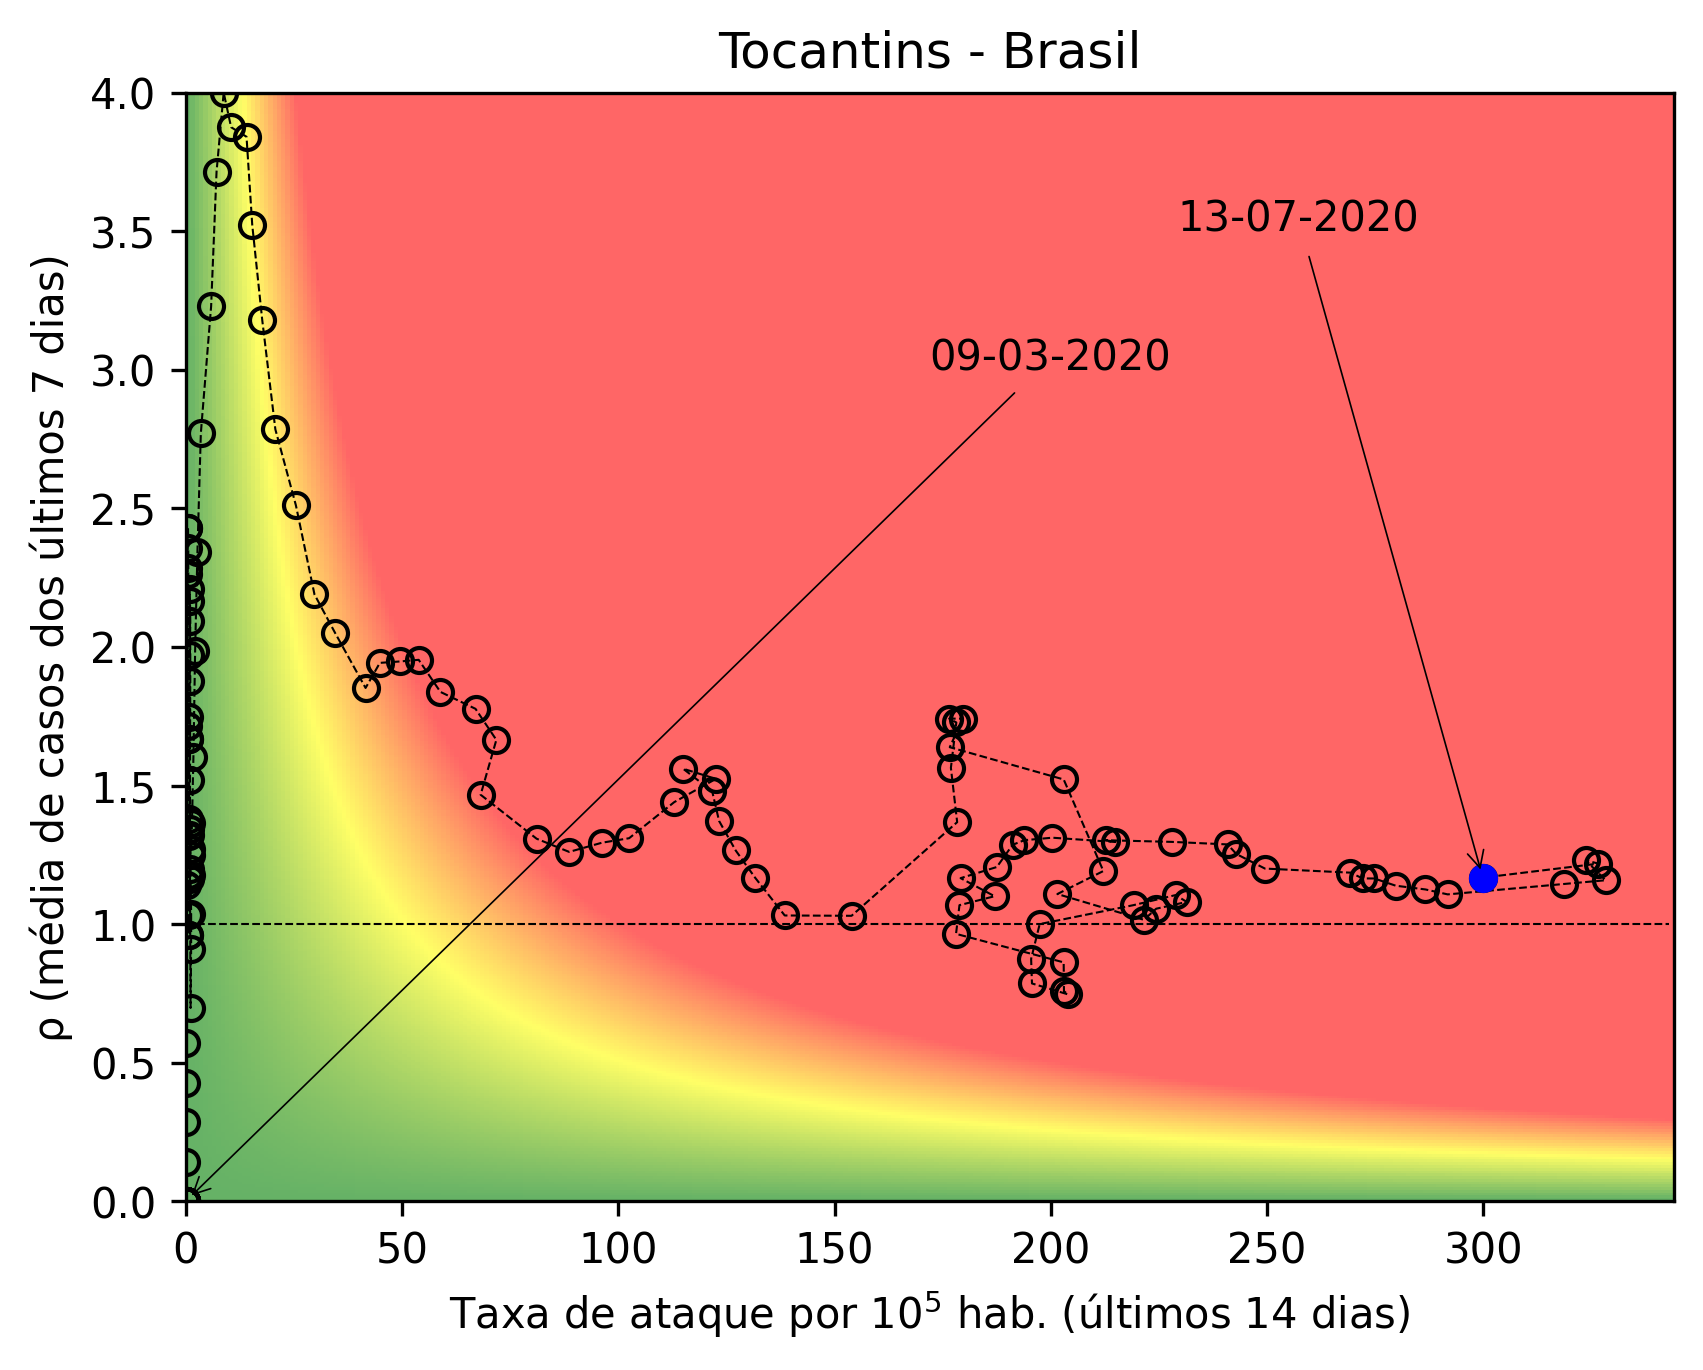 Tocantins - Brasil
4.0
3.5
3.0
2.5
2.0
1.5
1.0
0.5
0.0
ρ (média de casos dos últimos 7 dias)
13-07-2020
09-03-2020
0 50 100 150 200 250 300
Taxa de ataque por 10⁵ hab. (últimos 14 dias)